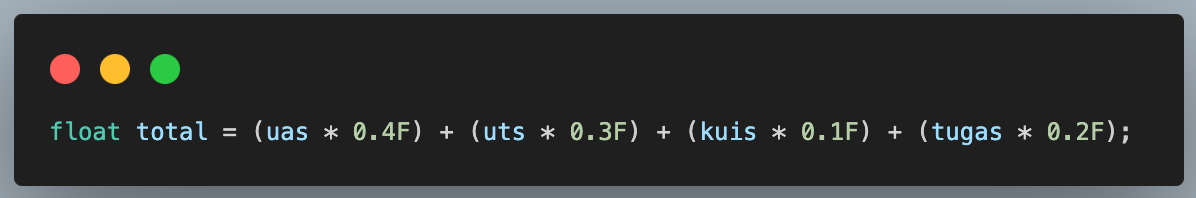 float total = (uas * 0.4F) + (uts * 0.3F) + (kuis * 0.1F) + (tugas * 0.2F);